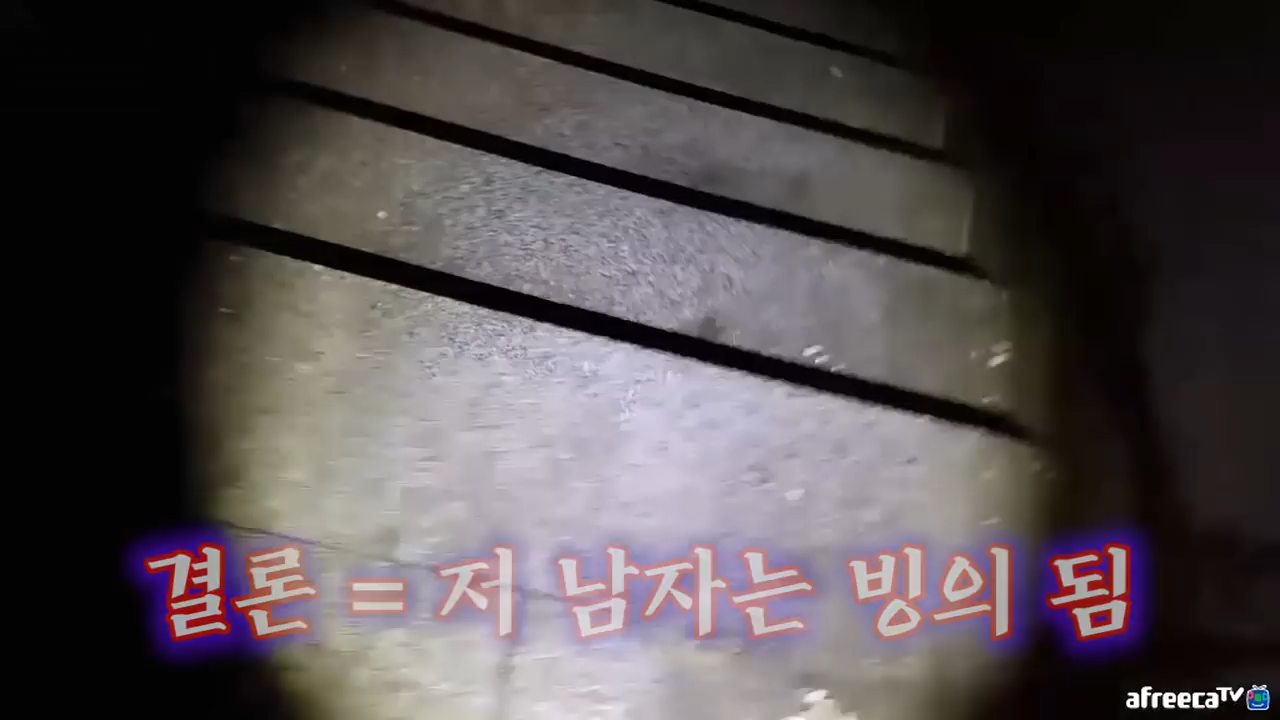 결론 = 저 남자는 빙의 됨
afreecaTV